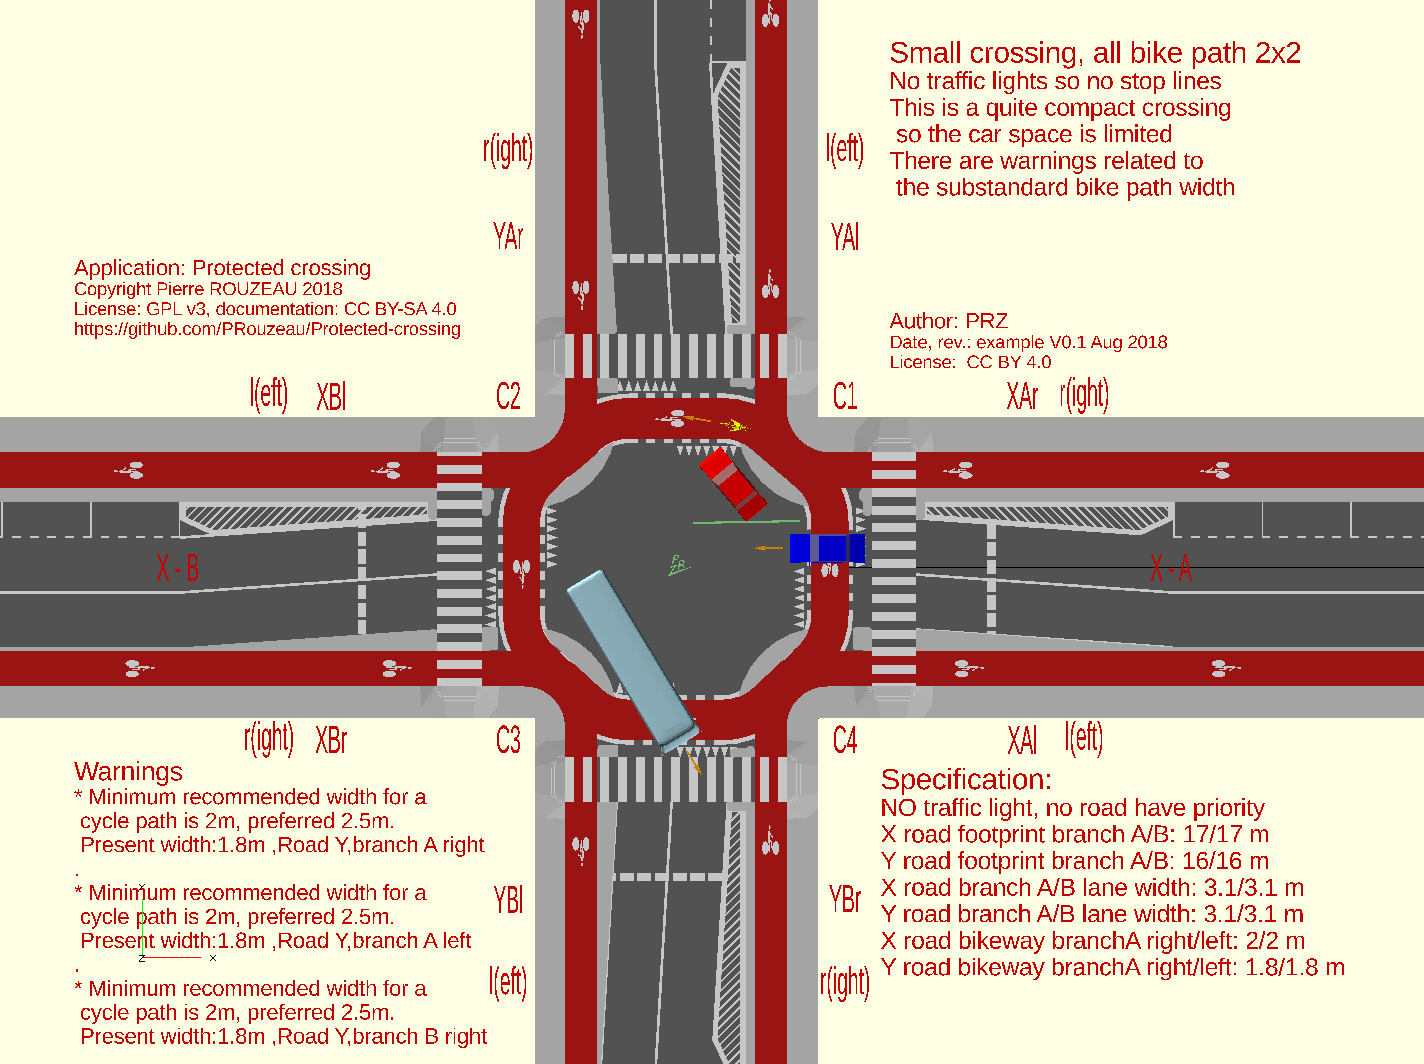 Small crossing, all bike path 2x2
No traffic lights so no stop lines
This is a quite compact crossing
so the car space is limited
There are warnings related to
the substandard bike path width
r(ight)
l(eft)
YAr
YAl
Application: Protected crossing
Copyright Pierre ROUZEAU 2018
License: GPL v3, documentation: CC BY-SA 4.0
https://github.com/PRouzeau/Protected-crossing
Author: PRZ
Date, rev.: example V0.1 Aug 2018
License: CC BY 4.0
l(eft) XBl
C2
C1
XAr r(ight)
X - B
X - A
r(ight) XBr
C3
C4
XAl l(eft)
Warnings
* Minimum recommended width for a
cycle path is 2m, preferred 2.5m.
Present width:1.8m ,Road Y,branch A right
.
* Minimum recommended width for a
cycle path is 2m, preferred 2.5m.
Present width:1.8m ,Road Y,branch A left
.
* Minimum recommended width for a
cycle path is 2m, preferred 2.5m.
Present width:1.8m ,Road Y,branch B right
YBl
l(eft)
YBr
r(ight)
Specification:
NO traffic light, no road have priority
X road footprint branch A/B: 17/17 m
Y road footprint branch A/B: 16/16 m
X road branch A/B lane width: 3.1/3.1 m
Y road branch A/B lane width: 3.1/3.1 m
X road bikeway branchA right/left: 2/2 m
Y road bikeway branchA right/left: 1.8/1.8 m
z
x